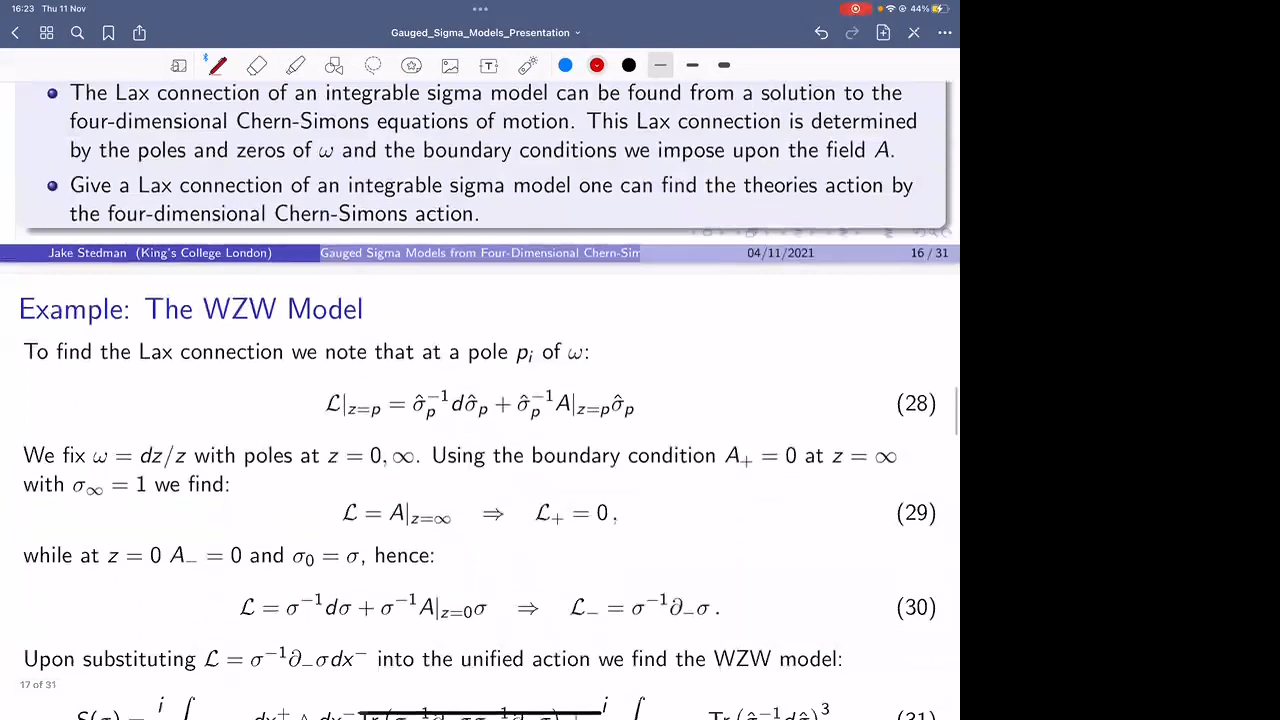 16:23 Thu 11 Nov
44%
Gauged_Sigma_Models_Presentation
The Lax connection of an integrable sigma model can be found from a solution to the
four-dimensional Chern-Simons equations of motion. This Lax connection is determined
by the poles and zeros of ω and the boundary conditions we impose upon the field A.
Give a Lax connection of an integrable sigma model one can find the theories action by
the four-dimensional Chern-Simons action.
Jake Stedman (King's College London) Gauged Sigma Models from Four-Dimensional Chern-Sim 04/11/2021 16 / 31
Example: The WZW Model
To find the Lax connection we note that at a pole p_i of ω:
ℒ|_{z=p} = σ̂_p^{-1}dσ̂_p + σ̂_p^{-1}A|_{z=p}σ̂_p (28)
We fix ω = dz/z with poles at z = 0, ∞. Using the boundary condition A_+ = 0 at z = ∞
with σ_∞ = 1 we find:
ℒ = A|_{z=∞} ⇒ ℒ_+ = 0 , (29)
while at z = 0 A_− = 0 and σ_0 = σ, hence:
ℒ = σ^{-1}dσ + σ^{-1}A|_{z=0}σ ⇒ ℒ_− = σ^{-1}∂_−σ . (30)
Upon substituting ℒ = σ^{-1}∂_−σdx^− into the unified action we find the WZW model:
17 of 31